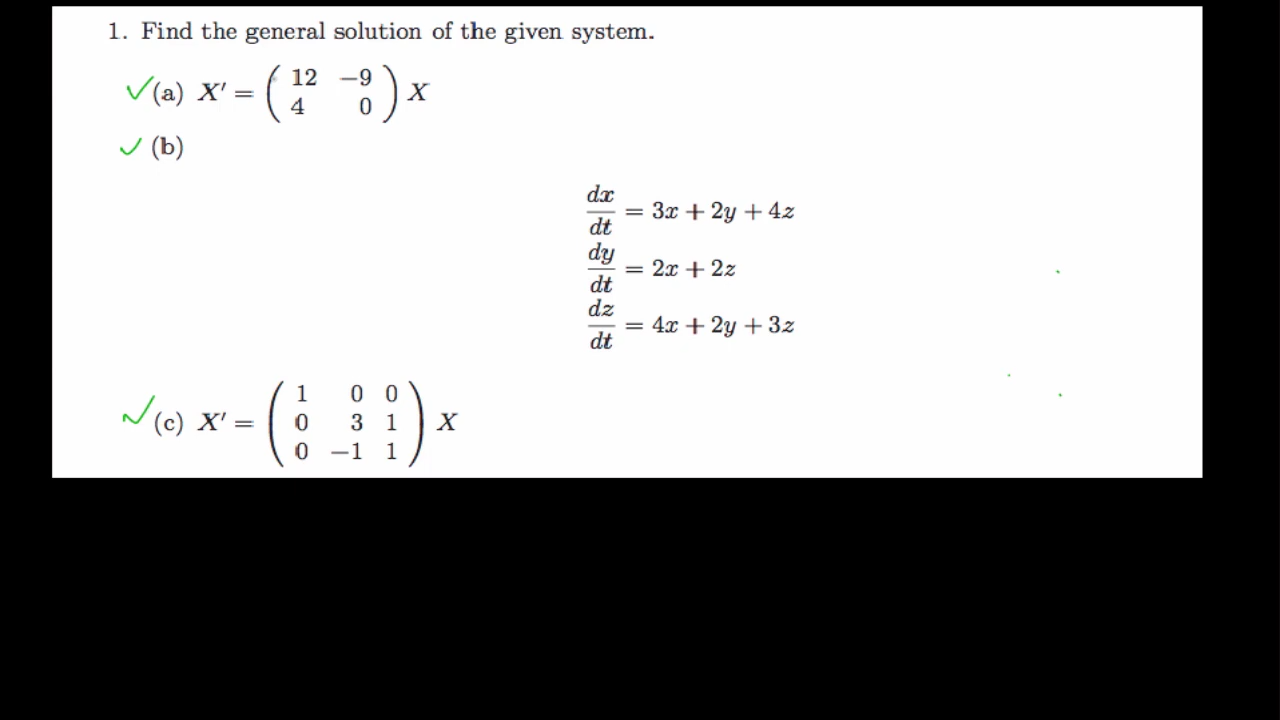 1. Find the general solution of the given system.
✓(a) X′ = ( 12 −9
4 0 ) X
✓ (b)
dx/dt = 3x + 2y + 4z
dy/dt = 2x + 2z
dz/dt = 4x + 2y + 3z
✓(c) X′ = ( 1 0 0
0 3 1
0 −1 1 ) X